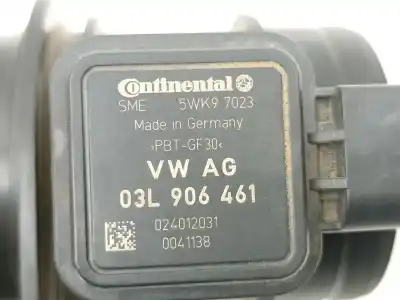 Continental
SME 5WK9 7023
Made in Germany
>PBT-GF30<
VW AG
03L 906 461
024012031
0041138